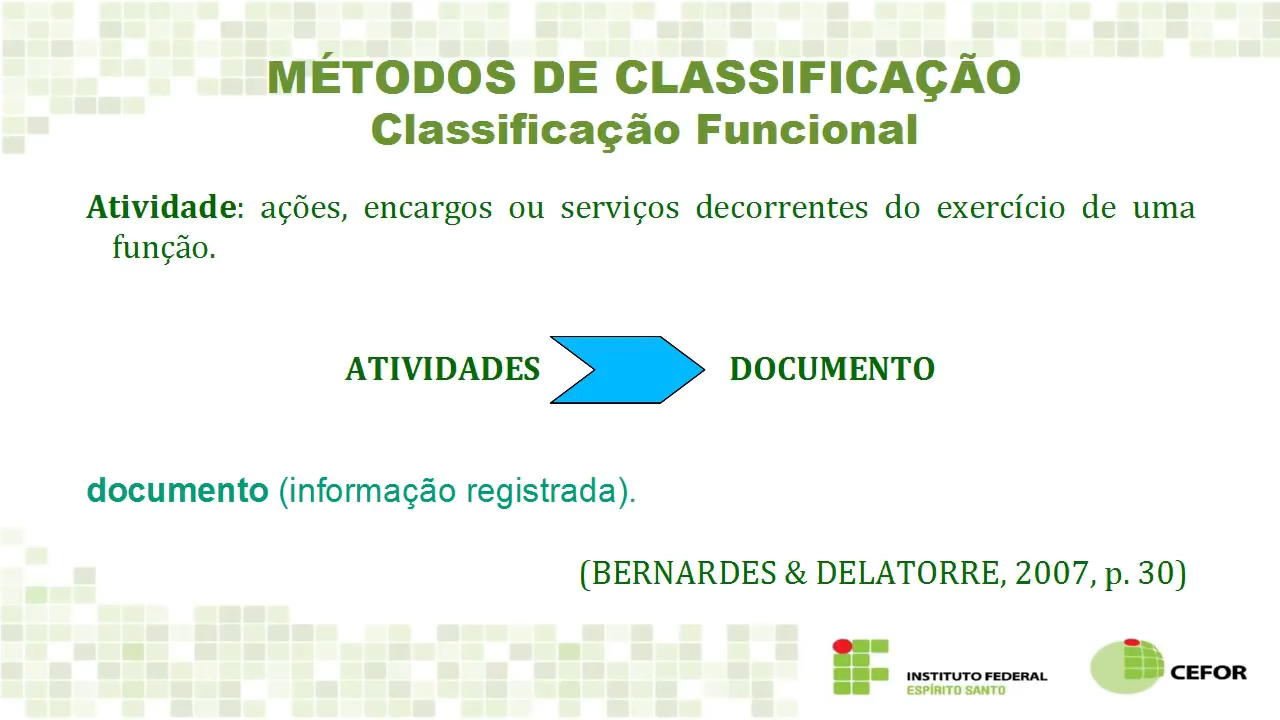 MÉTODOS DE CLASSIFICAÇÃO
Classificação Funcional
Atividade: ações, encargos ou serviços decorrentes do exercício de uma
função.
ATIVIDADES DOCUMENTO
documento (informação registrada).
(BERNARDES & DELATORRE, 2007, p. 30)
INSTITUTO FEDERAL
ESPÍRITO SANTO
CEFOR